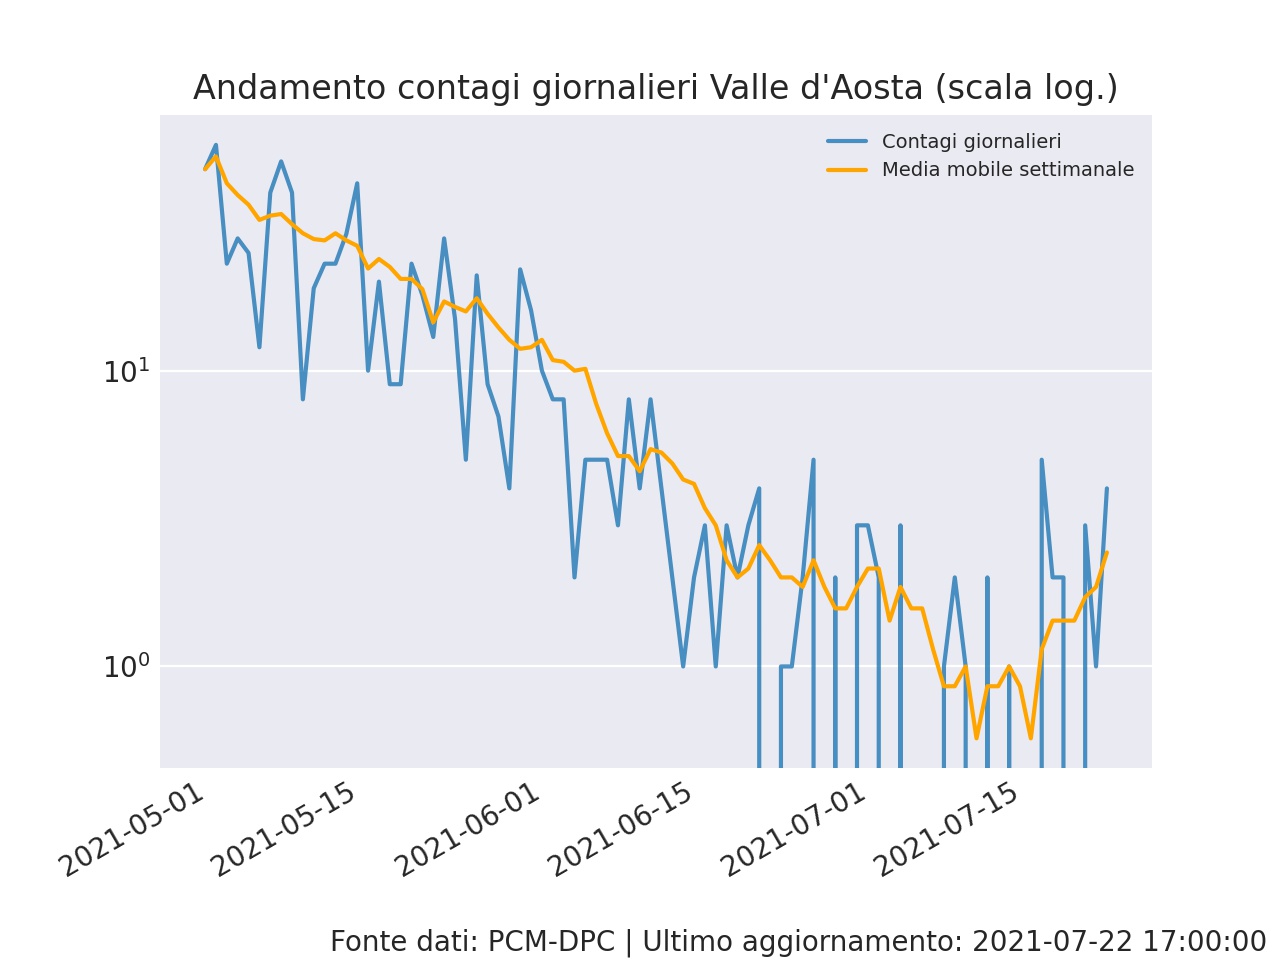 Andamento contagi giornalieri Valle d'Aosta (scala log.)
Contagi giornalieri
Media mobile settimanale
10¹
10⁰
2021-05-01
2021-05-15
2021-06-01
2021-06-15
2021-07-01
2021-07-15
Fonte dati: PCM-DPC | Ultimo aggiornamento: 2021-07-22 17:00:00